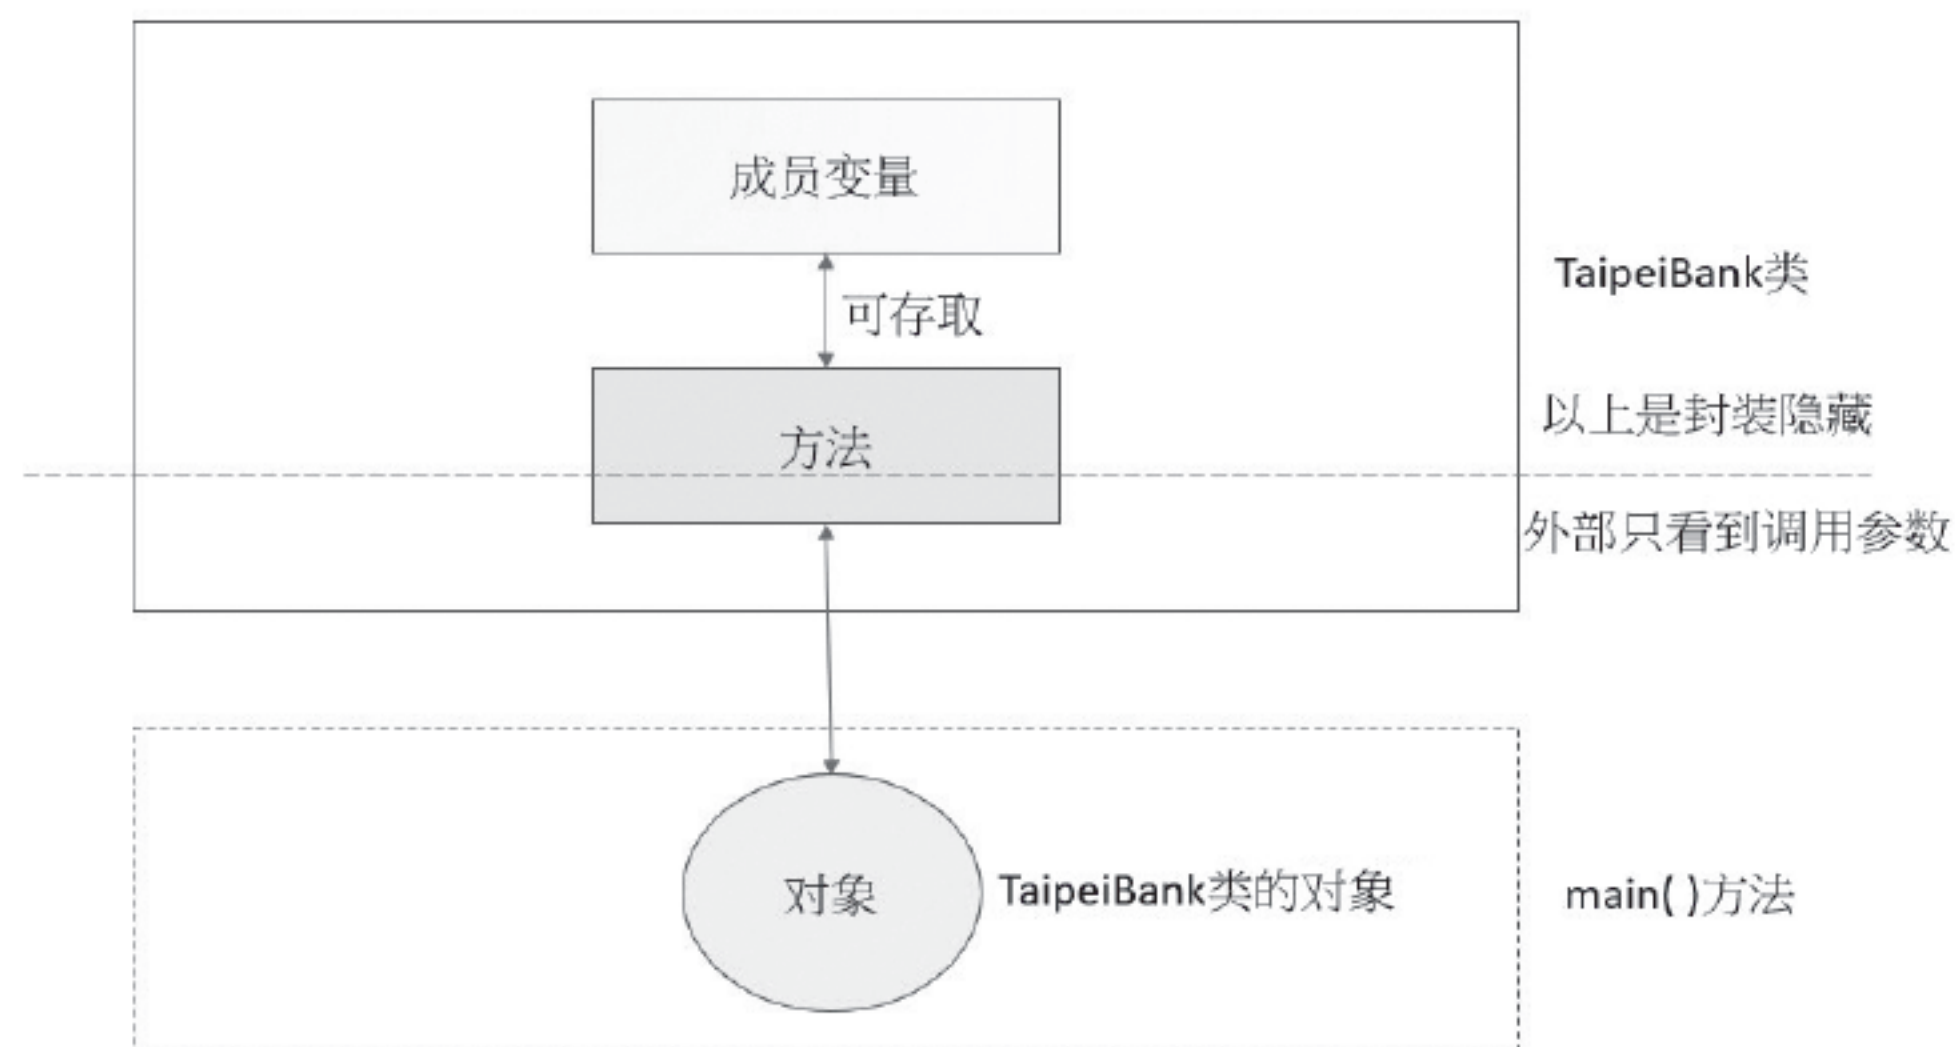 成员变量
TaipeiBank类
可存取
以上是封装隐藏
方法
外部只看到调用参数
对象
TaipeiBank类的对象
main( )方法